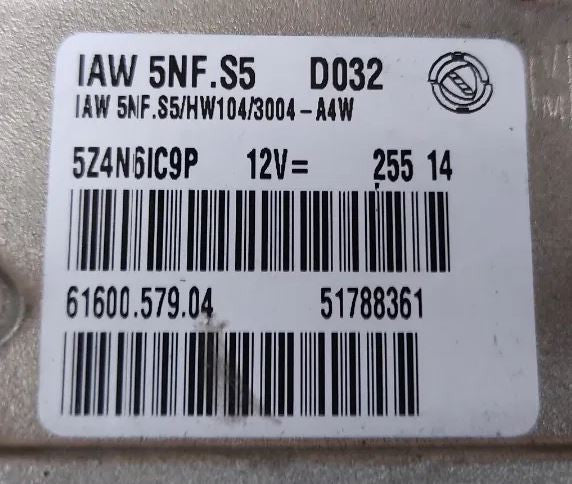 IAW 5NF.S5 D032
IAW 5NF.S5/HW104/3004-A4W
5Z4N6IC9P 12V= 255 14
61600.579.04 51788361